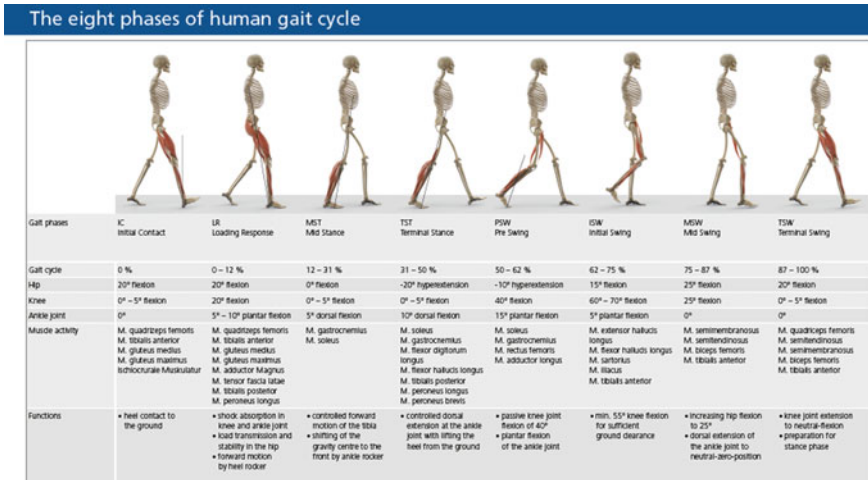 The eight phases of human gait cycle
Gait phases
IC
Initial Contact
LR
Loading Response
MST
Mid Stance
TST
Terminal Stance
PSW
Pre Swing
ISW
Initial Swing
MSW
Mid Swing
TSW
Terminal Swing
Gait cycle 0 % 0 – 12 % 12 – 31 % 31 – 50 % 50 – 62 % 62 – 75 % 75 – 87 % 87 – 100 %
Hip 20° flexion 20° flexion 0° flexion -20° hyperextension -10° hyperextension 15° flexion 25° flexion 20° flexion
Knee 0° – 5° flexion 20° flexion 0° – 5° flexion 0° – 5° flexion 40° flexion 60° – 70° flexion 25° flexion 0° – 5° flexion
Ankle joint 0° 5° – 10° plantar flexion 5° dorsal flexion 10° dorsal flexion 15° plantar flexion 5° plantar flexion 0° 0°
Muscle activity
M. quadrizeps femoris
M. tibialis anterior
M. gluteus medius
M. gluteus maximus
Ischiocrurale Muskulatur
M. quadrizeps femoris
M. tibialis anterior
M. gluteus medius
M. gluteus maximus
M. adductor Magnus
M. tensor fascia latae
M. tibialis posterior
M. peroneus longus
M. gastrocnemius
M. soleus
M. soleus
M. gastrocnemius
M. flexor digitorum
longus
M. flexor hallucis longus
M. tibialis posterior
M. peroneus longus
M. peroneus brevis
M. soleus
M. gastrocnemius
M. rectus femoris
M. adductor longus
M. extensor hallucis
longus
M. flexor hallucis longus
M. sartorius
M. iliacus
M. tibialis anterior
M. semimembranosus
M. semitendinosus
M. biceps femoris
M. tibialis anterior
M. quadriceps femoris
M. semitendinosus
M. semimembranosus
M. biceps femoris
M. tibialis anterior
Functions
• heel contact to
the ground
• shock absorption in
knee and ankle joint
• load transmission and
stability in the hip
• forward motion
by heel rocker
• controlled forward
motion of the tibia
• shifting of the
gravity centre to the
front by ankle rocker
• controlled dorsal
extension at the ankle
joint with lifting the
heel from the ground
• passive knee joint
flexion of 40°
• plantar flexion
of the ankle joint
• min. 55° knee flexion
for sufficient
ground clearance
• increasing hip flexion
to 25°
• dorsal extension of
the ankle joint to
neutral-zero-position
• knee joint extension
to neutral-flexion
• preparation for
stance phase